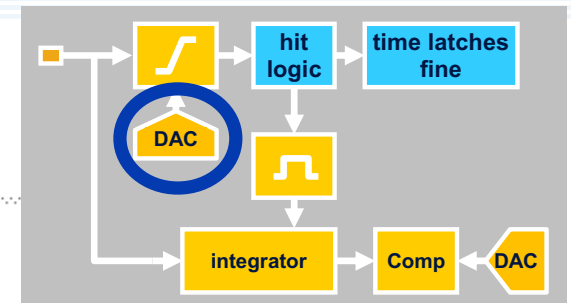 hit
logic
time latches
fine
DAC
integrator
Comp
DAC